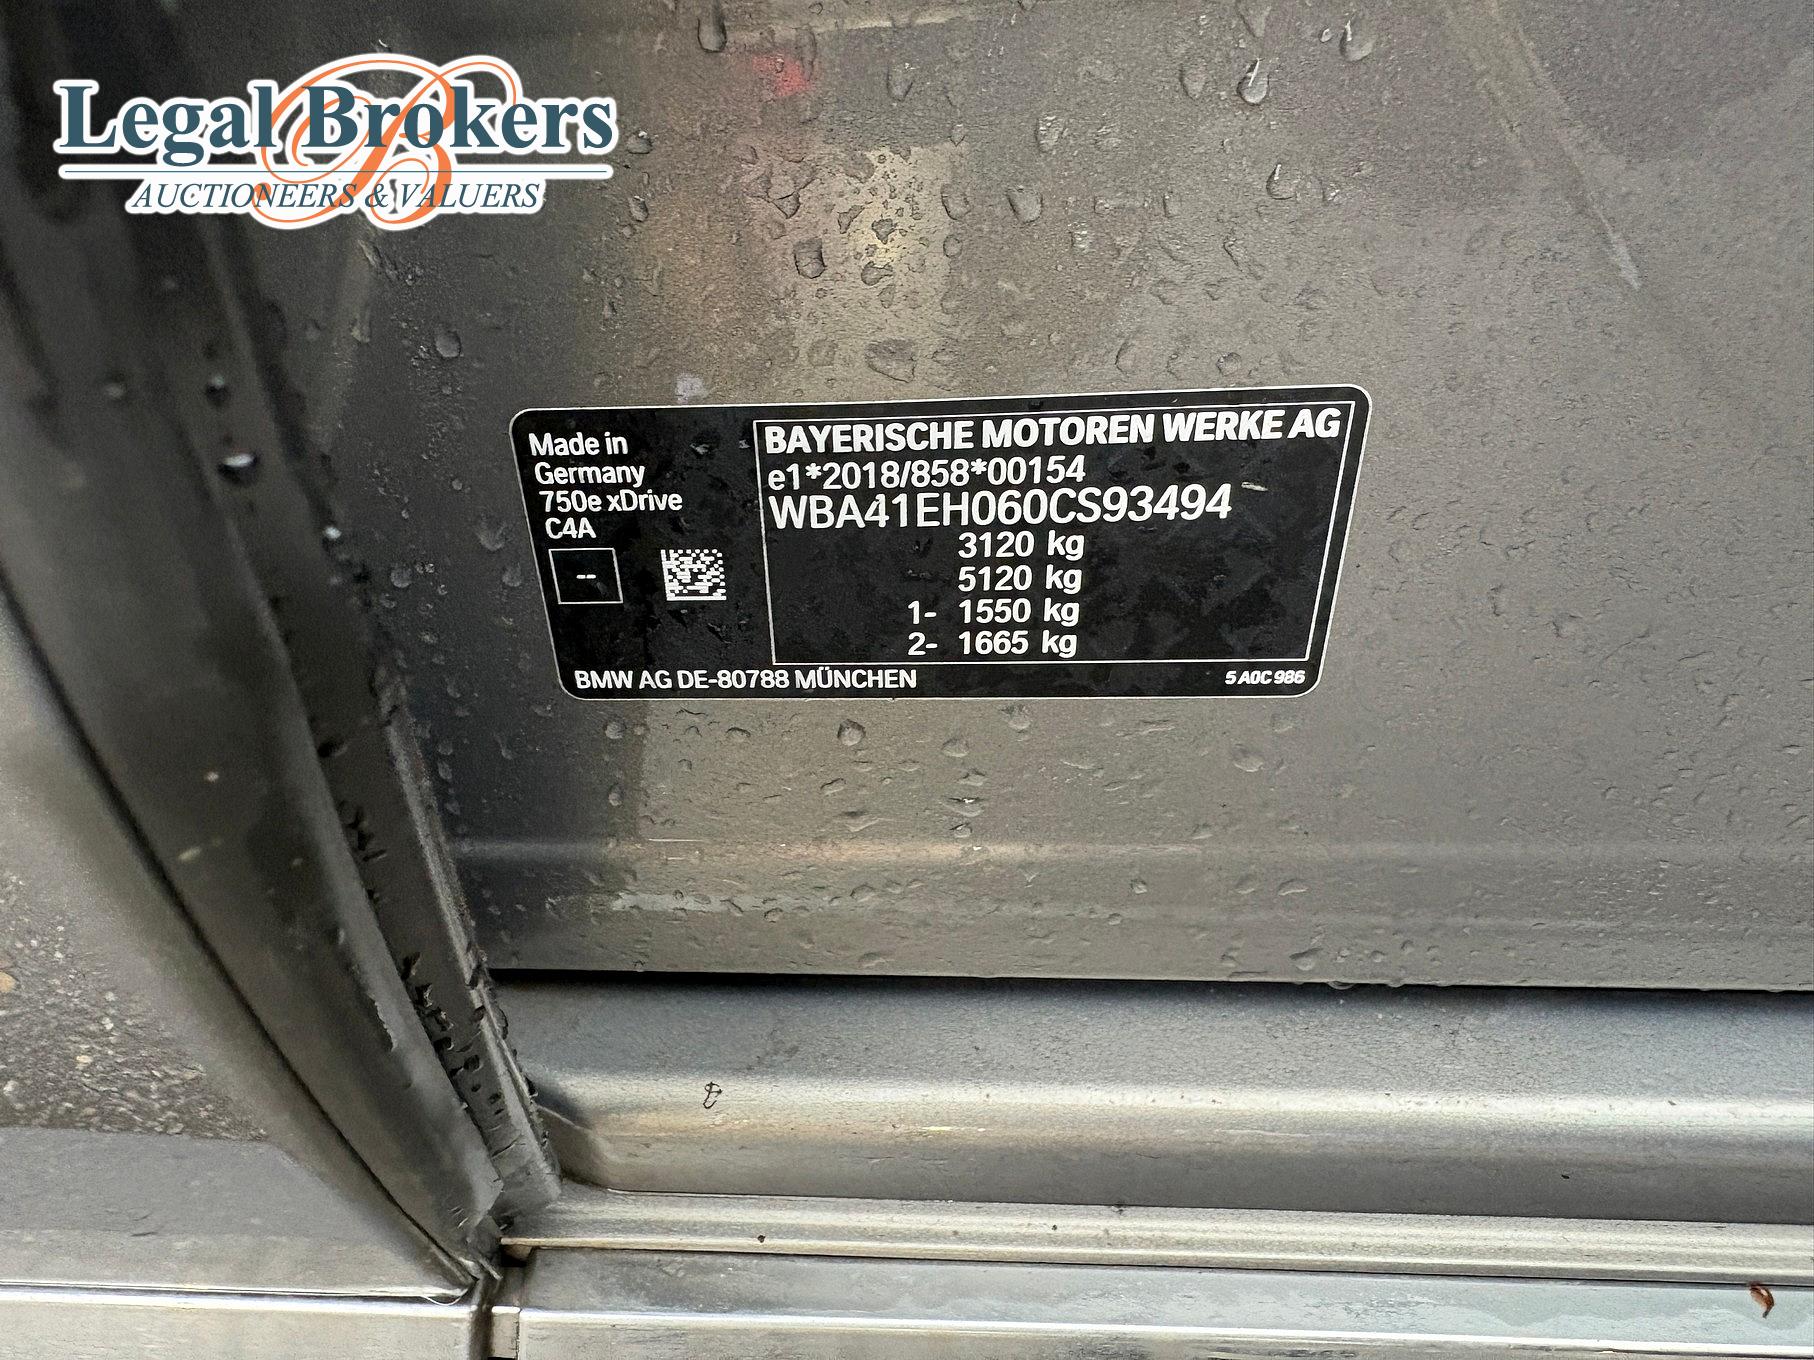 Legal Brokers
AUCTIONEERS & VALUERS
Made in
Germany
750e xDrive
C4A
--
BAYERISCHE MOTOREN WERKE AG
e1*2018/858*00154
WBA41EH060CS93494
3120 kg
5120 kg
1- 1550 kg
2- 1665 kg
BMW AG DE-80788 MÜNCHEN
5 A0C 986